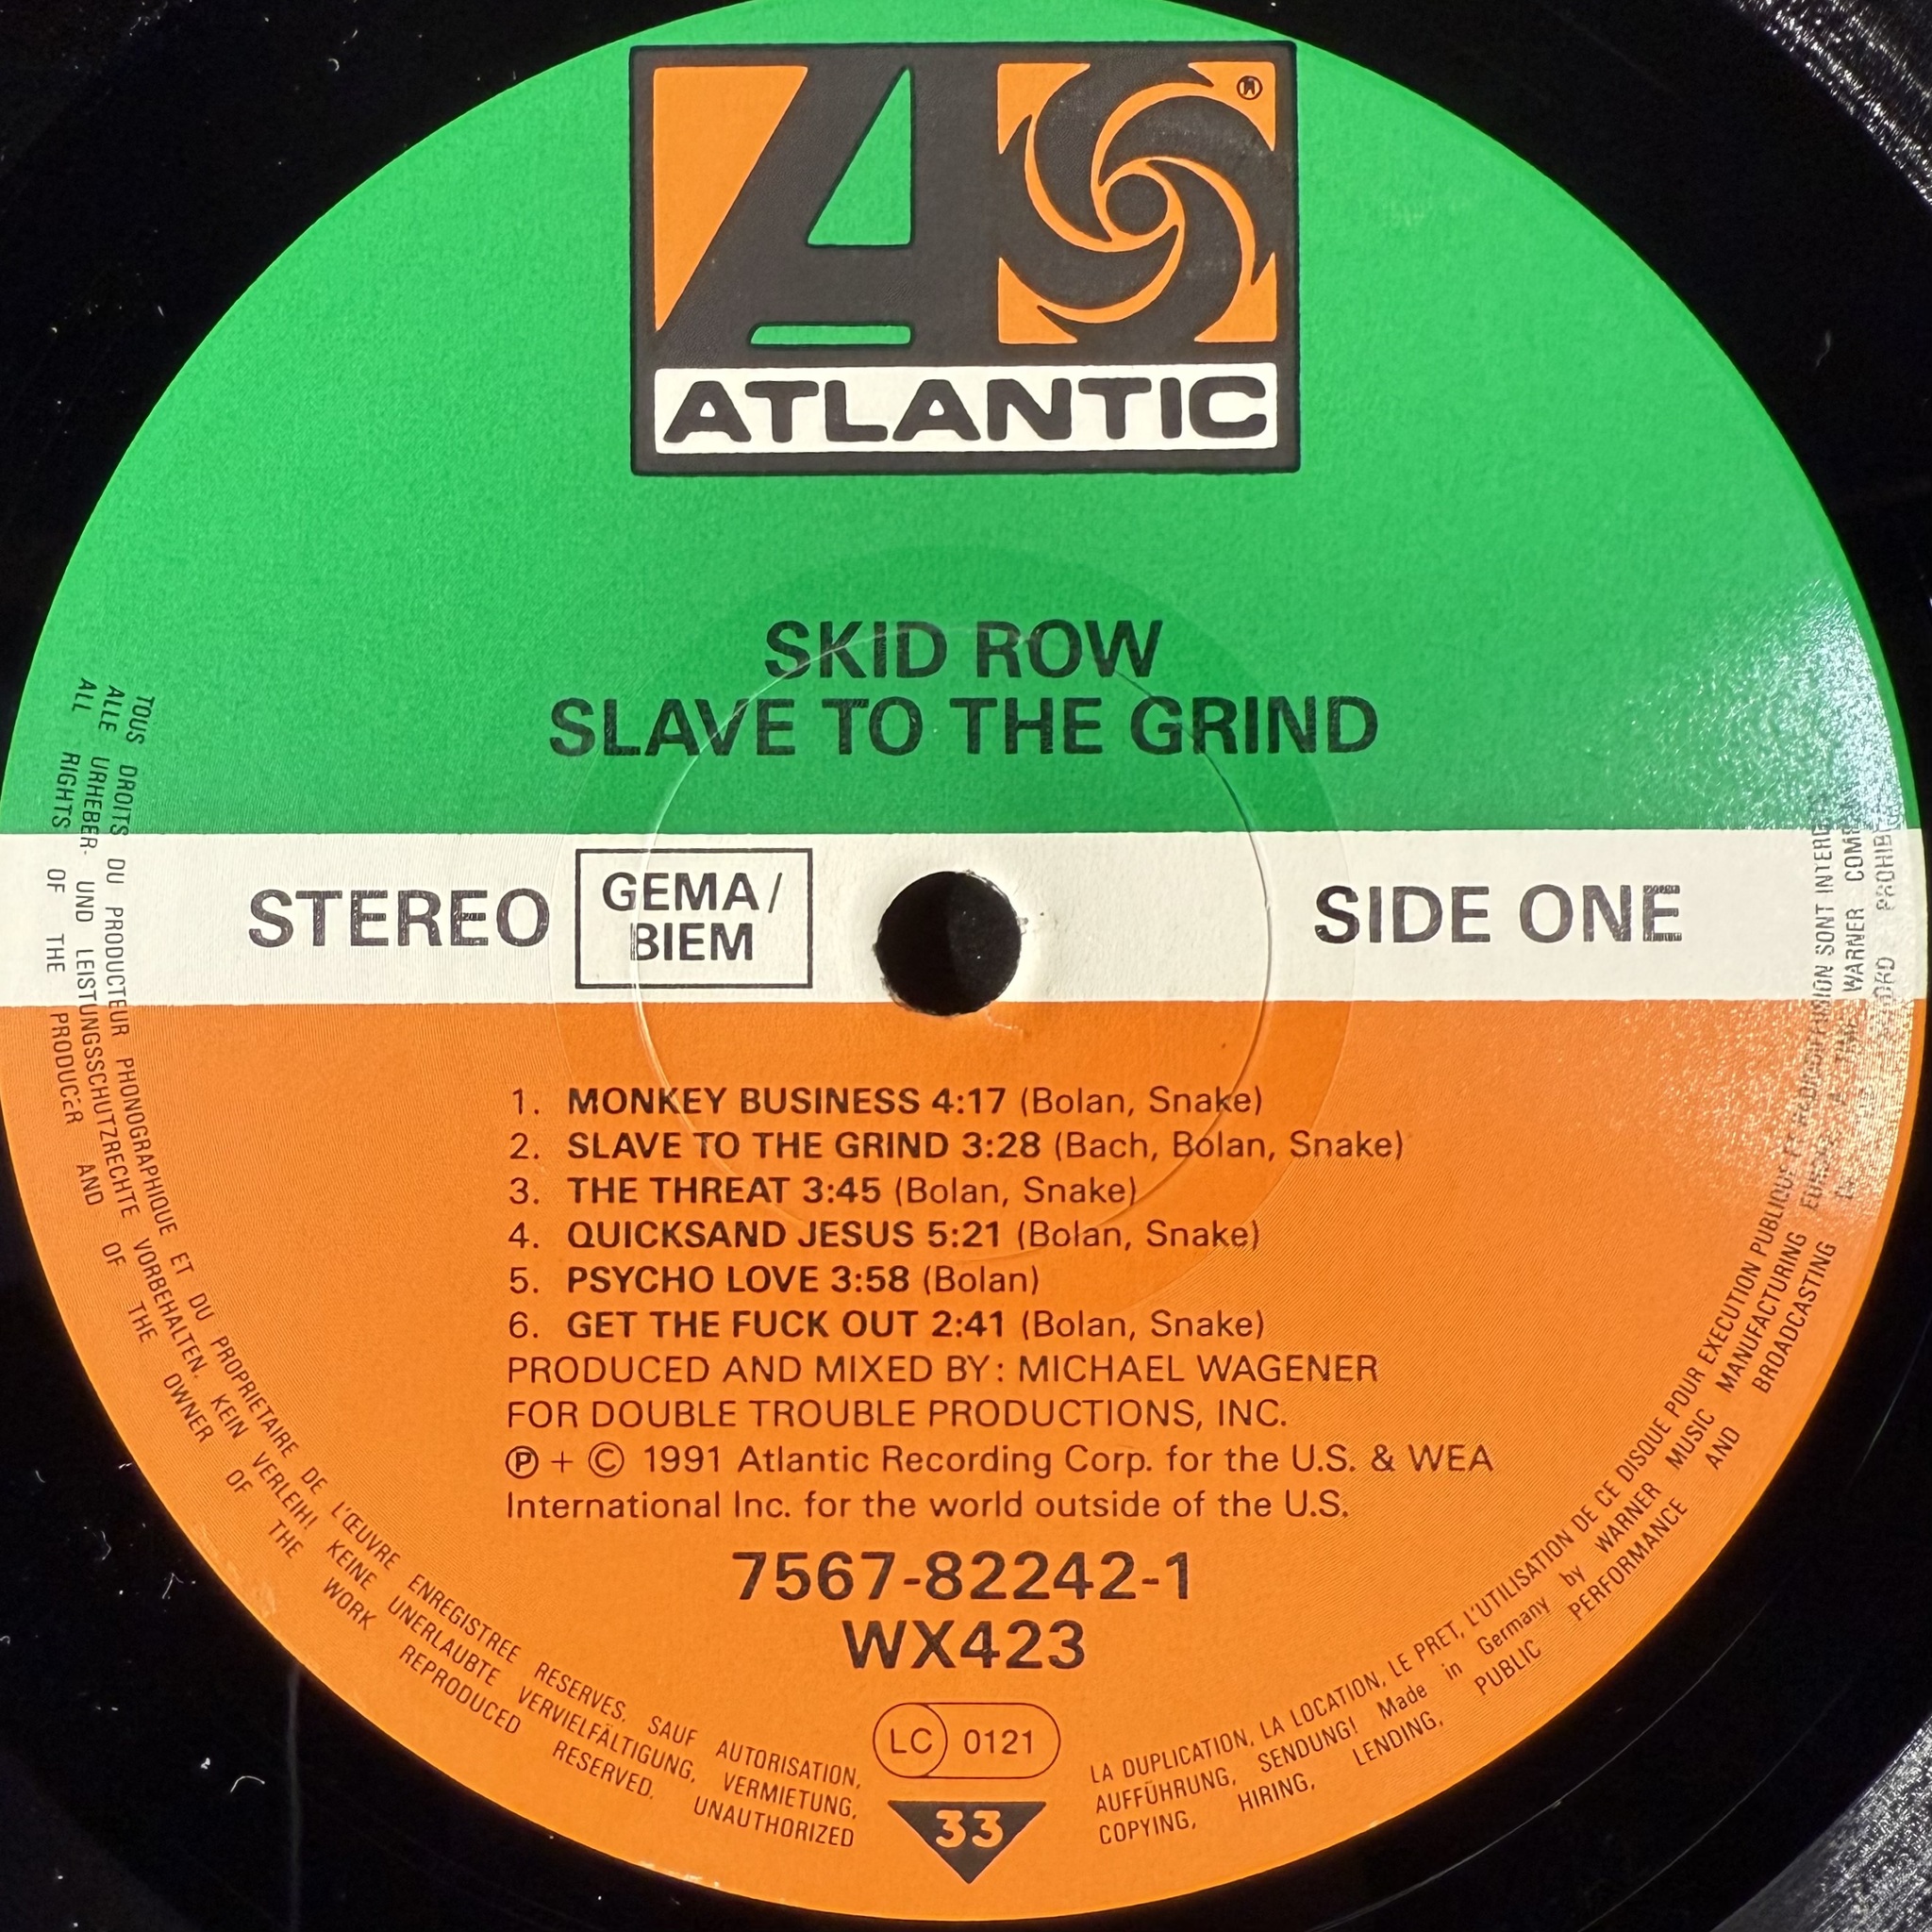 ATLANTIC
SKID ROW
SLAVE TO THE GRIND
STEREO
GEMA/
BIEM
SIDE ONE
1. MONKEY BUSINESS 4:17 (Bolan, Snake)
2. SLAVE TO THE GRIND 3:28 (Bach, Bolan, Snake)
3. THE THREAT 3:45 (Bolan, Snake)
4. QUICKSAND JESUS 5:21 (Bolan, Snake)
5. PSYCHO LOVE 3:58 (Bolan)
6. GET THE FUCK OUT 2:41 (Bolan, Snake)
PRODUCED AND MIXED BY: MICHAEL WAGENER
FOR DOUBLE TROUBLE PRODUCTIONS, INC.
℗ + © 1991 Atlantic Recording Corp. for the U.S. & WEA
International Inc. for the world outside of the U.S.
7567-82242-1
WX423
LC 0121
33
TOUS DROITS DU PRODUCTEUR PHONOGRAPHIQUE ET DU PROPRIETAIRE DE L'ŒUVRE ENREGISTREE RESERVES. SAUF AUTORISATION,
ALLE URHEBER- UND LEISTUNGSSCHUTZRECHTE VORBEHALTEN. KEIN VERLEIH! KEINE UNERLAUBTE VERVIELFÄLTIGUNG, VERMIETUNG,
ALL RIGHTS OF THE PRODUCER AND OF THE OWNER OF THE WORK REPRODUCED RESERVED. UNAUTHORIZED
LA DUPLICATION, LA LOCATION, LE PRET, L'UTILISATION DE CE DISQUE POUR EXECUTION PUBLIQUE ET RADIODIFFUSION SONT INTERDITS
AUFFÜHRUNG, SENDUNG! Made in Germany by WARNER MUSIC MANUFACTURING EUROPE. A TIME WARNER
COPYING, HIRING, LENDING, PUBLIC PERFORMANCE AND BROADCASTING